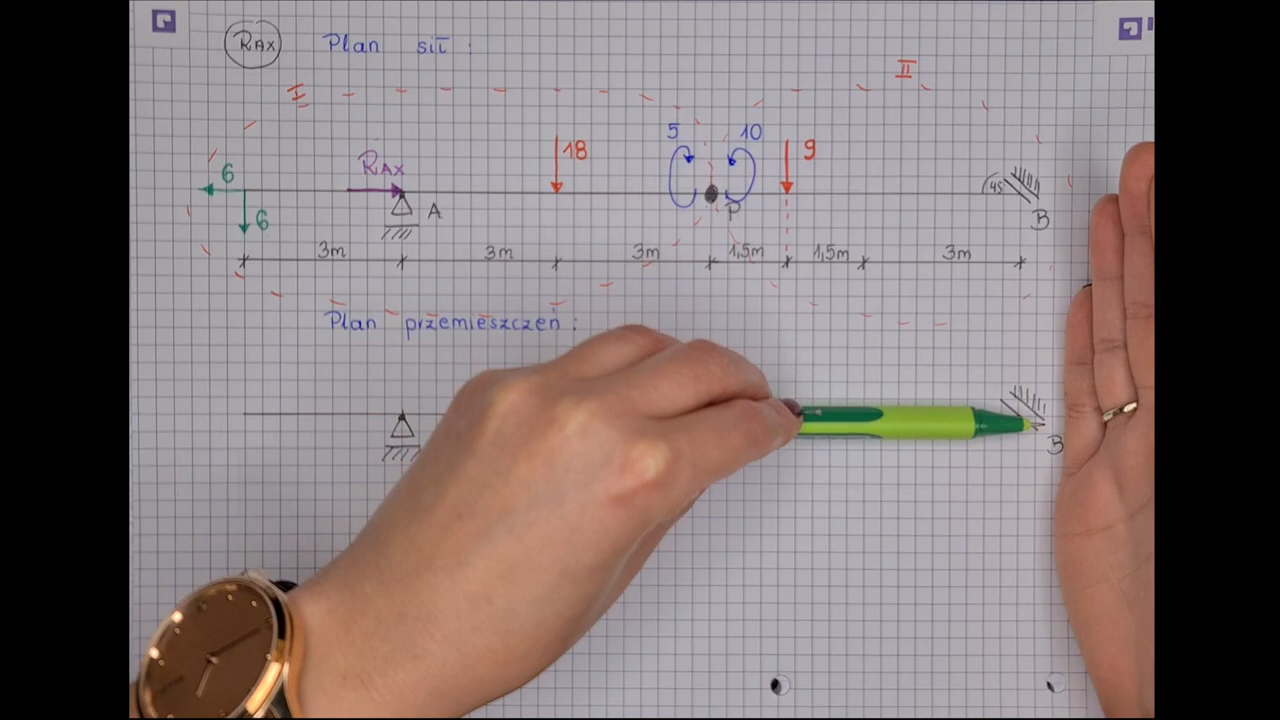 RAX Plan sił :
I II
5 10
18 9
6 RAX 45 
6 A P B
3m 3m 3m 1,5m 1,5m 3m
Plan przemieszczeń :
B